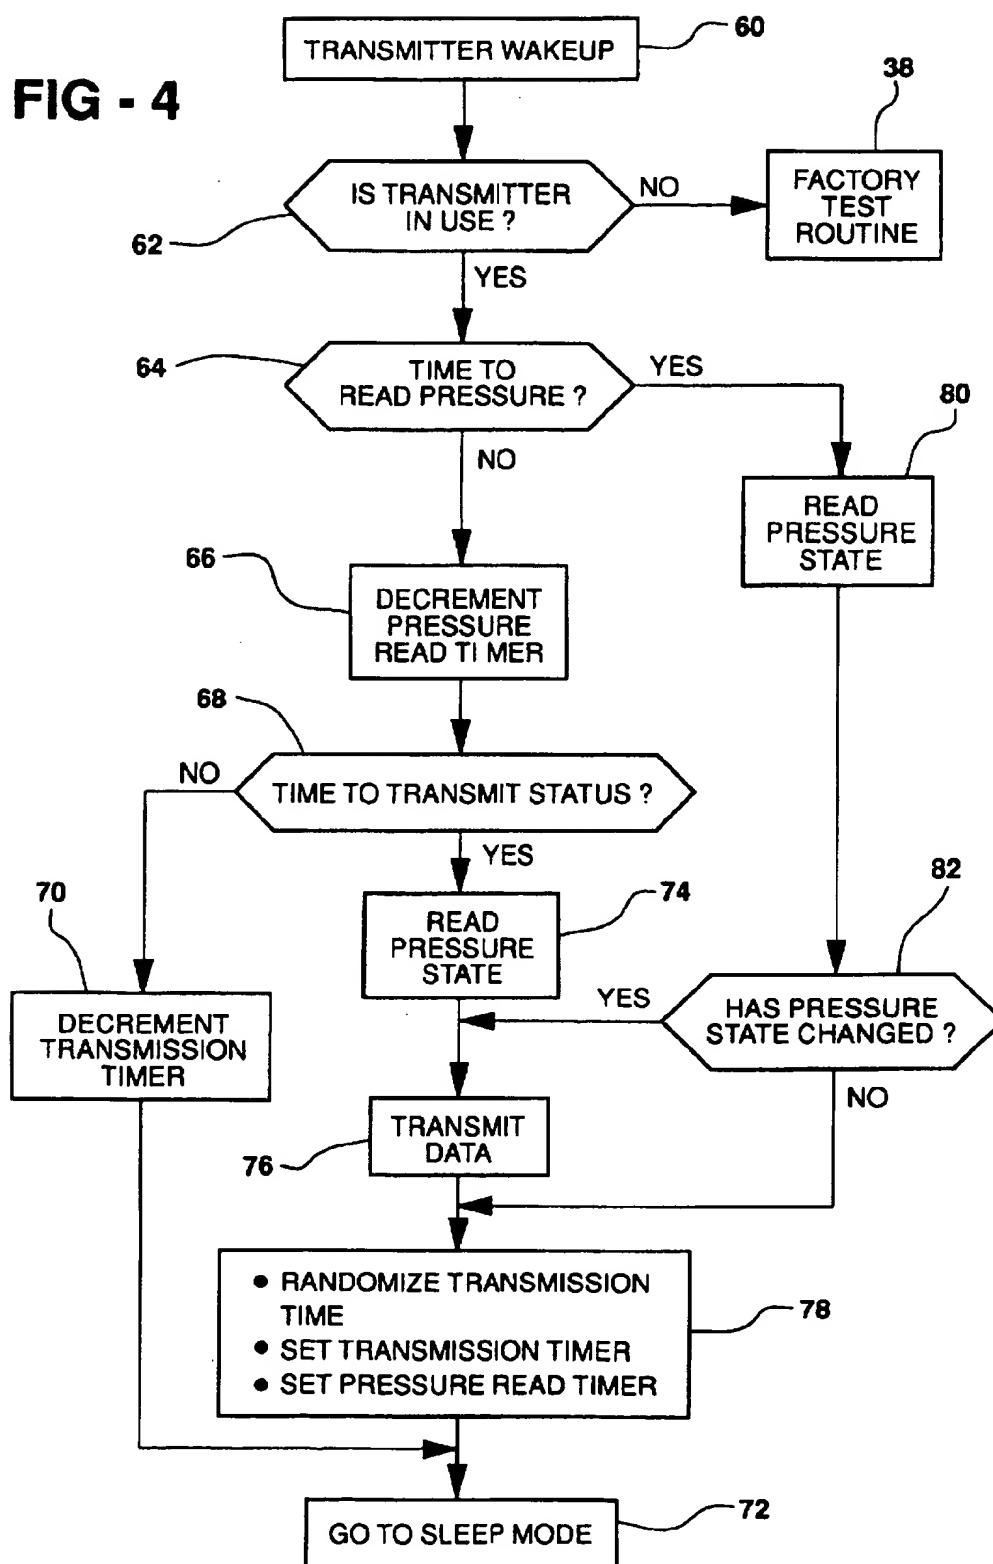 60
TRANSMITTER WAKEUP
FIG - 4
38
IS TRANSMITTER
IN USE ?
NO
FACTORY
TEST
ROUTINE
62
YES
64
TIME TO
READ PRESSURE ?
YES
80
NO
READ
PRESSURE
STATE
66
DECREMENT
PRESSURE
READ TI MER
68
NO
TIME TO TRANSMIT STATUS ?
YES
82
70
74
READ
PRESSURE
STATE
YES
HAS PRESSURE
STATE CHANGED ?
DECREMENT
TRANSMISSION
TIMER
NO
TRANSMIT
DATA
76
• RANDOMIZE TRANSMISSION
TIME
• SET TRANSMISSION TIMER
• SET PRESSURE READ TIMER
78
72
GO TO SLEEP MODE